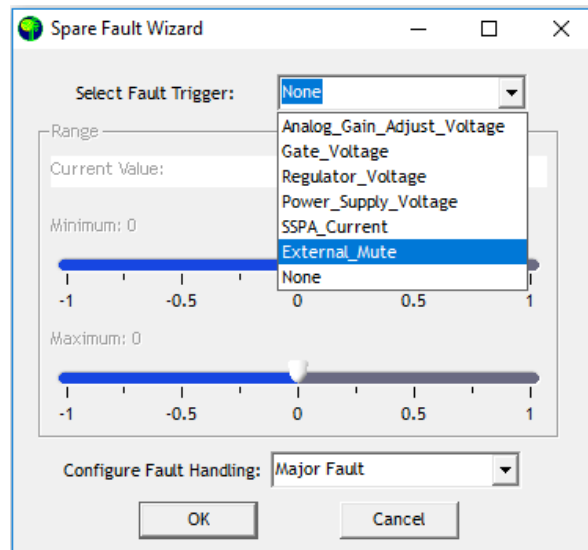 Spare Fault Wizard
Select Fault Trigger:
None
Analog_Gain_Adjust_Voltage
Gate_Voltage
Regulator_Voltage
Power_Supply_Voltage
SSPA_Current
External_Mute
None
Range
Current Value:
Minimum: 0
-1 -0.5 0 0.5 1
Maximum: 0
-1 -0.5 0 0.5 1
Configure Fault Handling: Major Fault
OK Cancel